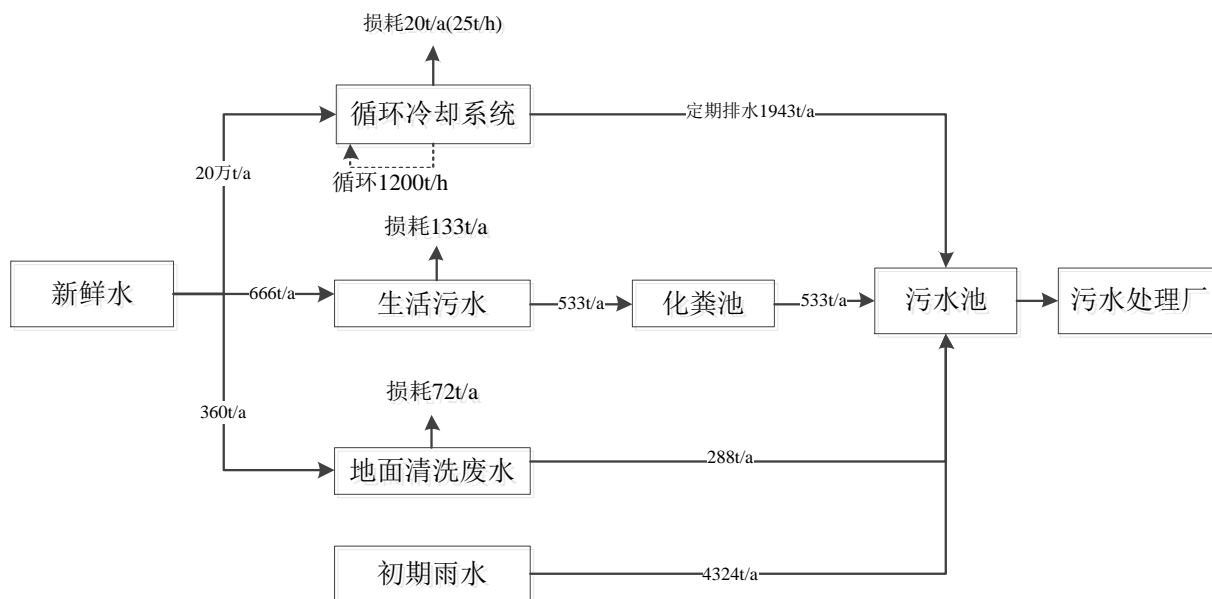 损耗20t/a(25t/h)
循环冷却系统
定期排水1943t/a
20万t/a
循环1200t/h
损耗133t/a
新鲜水
666t/a
生活污水
533t/a
化粪池
533t/a
污水池
污水处理厂
损耗72t/a
360t/a
地面清洗废水
288t/a
初期雨水
4324t/a